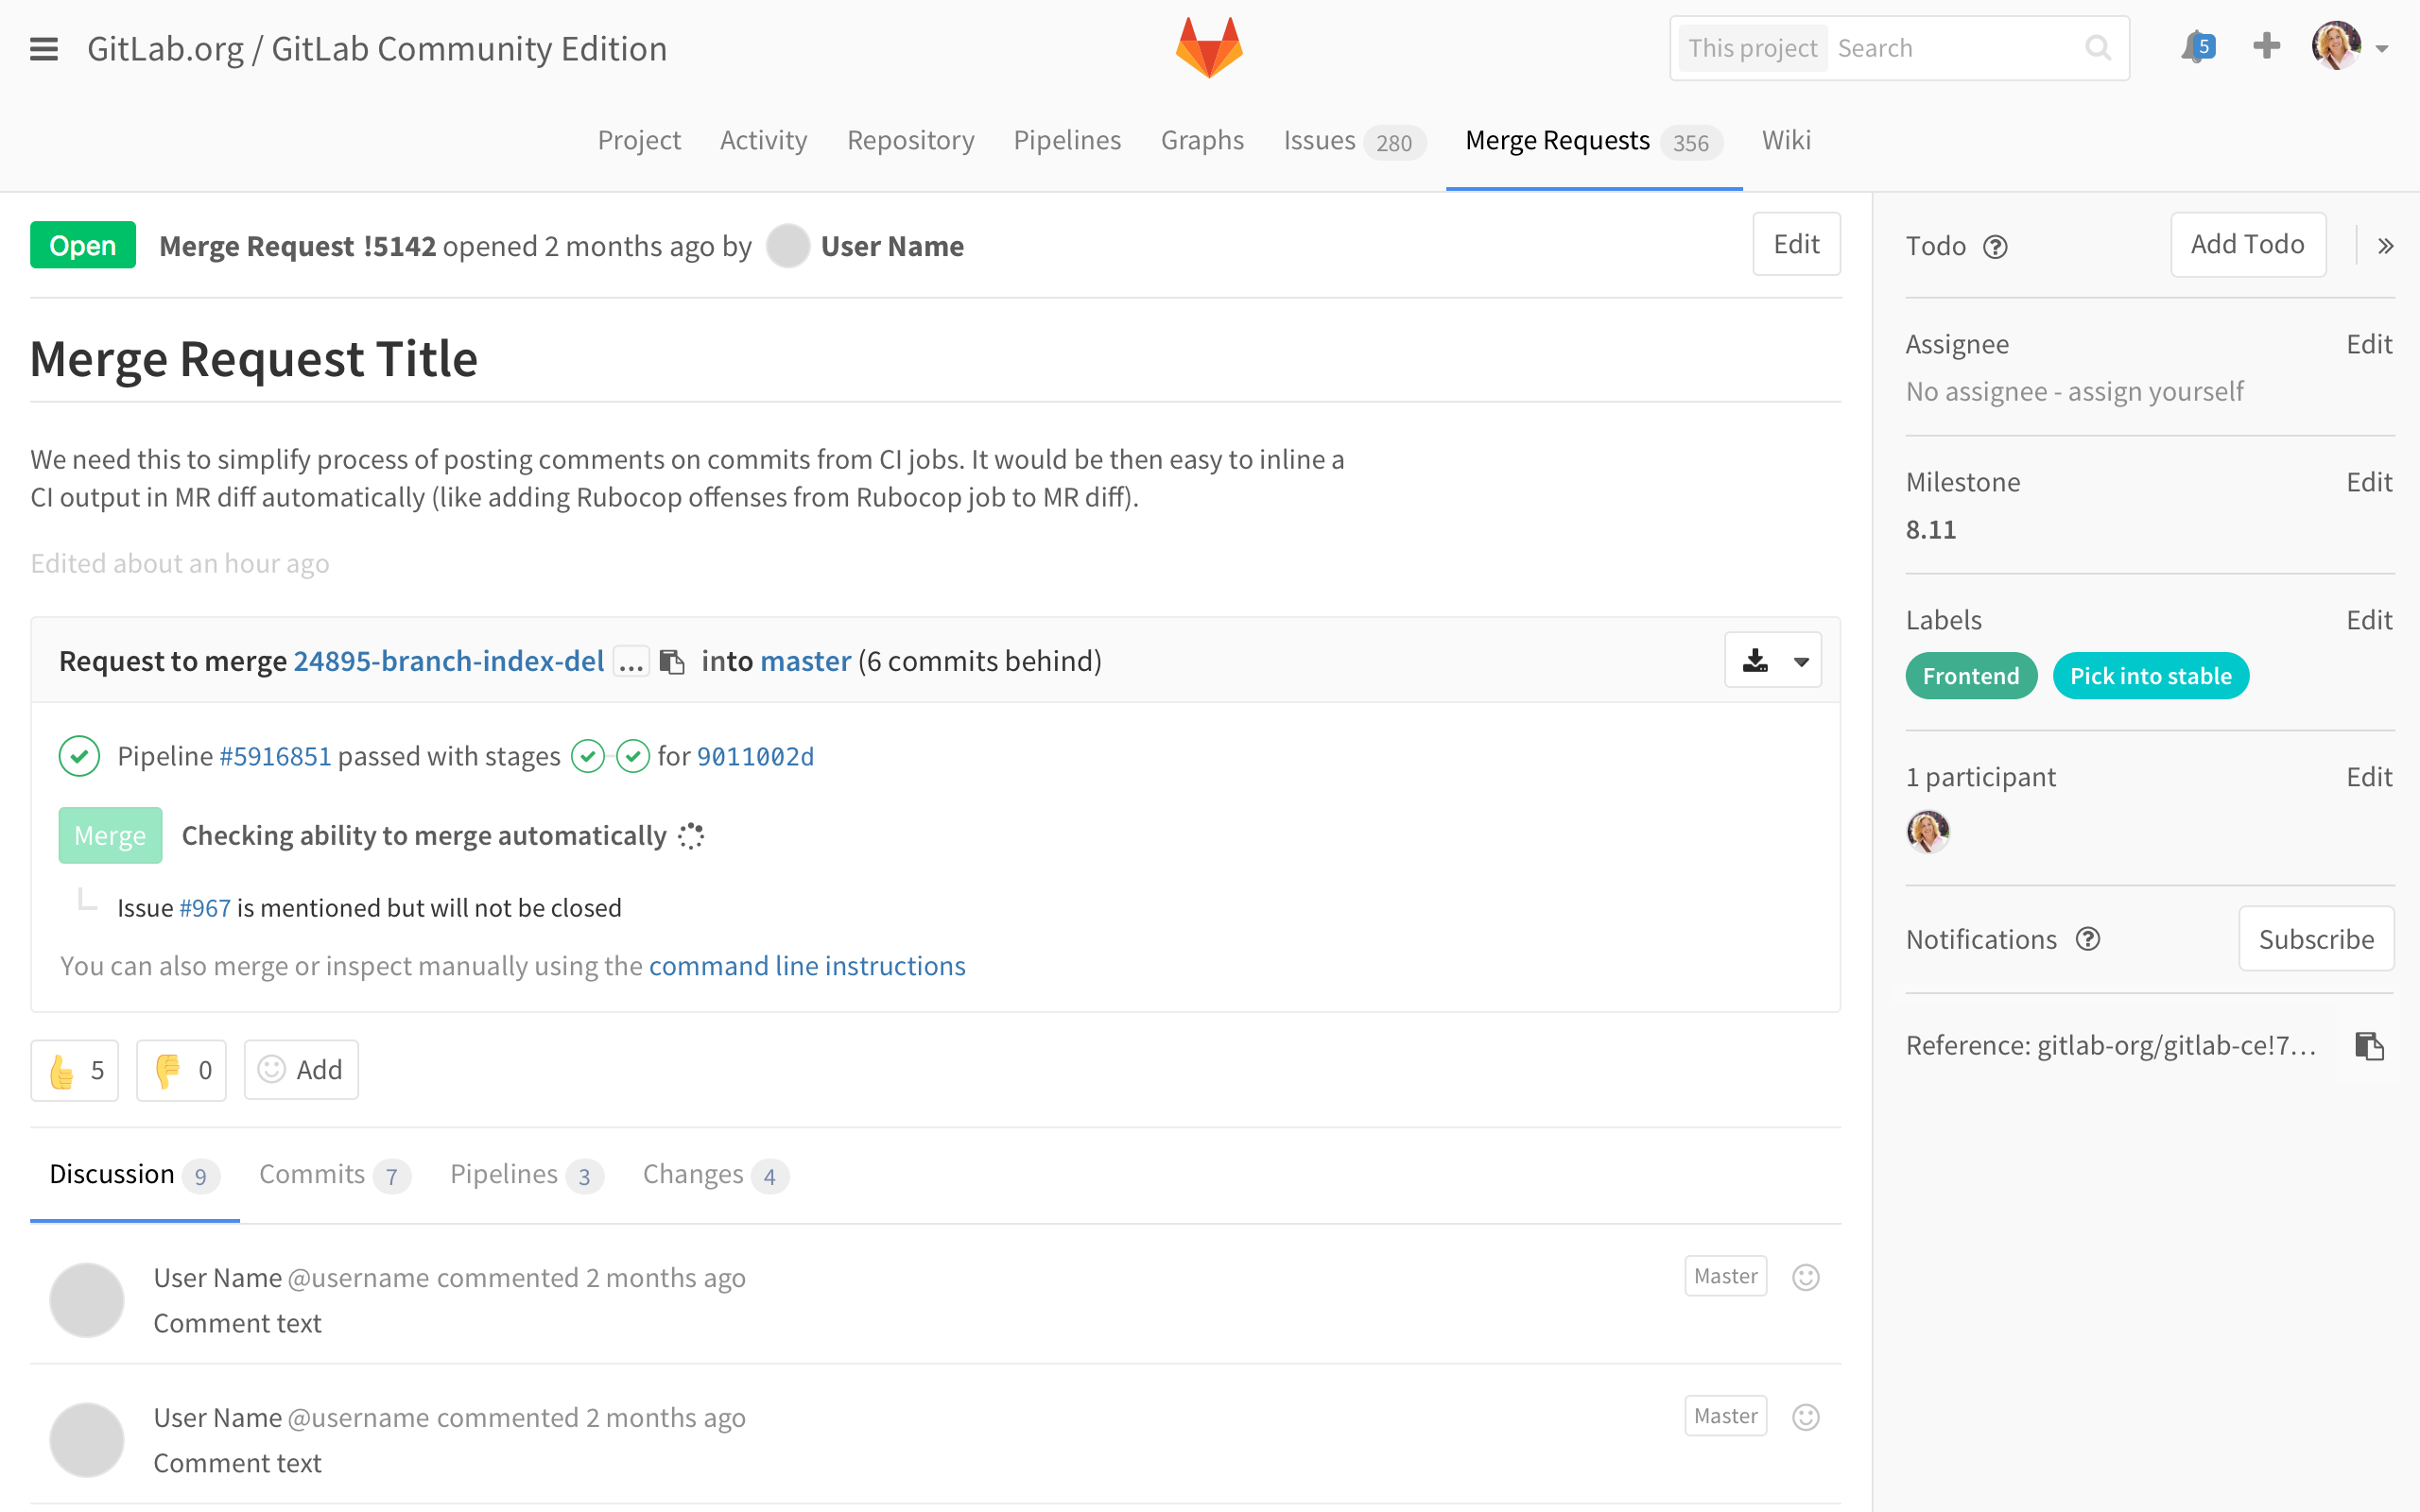 GitLab.org / GitLab Community Edition
This project Search
5
Project Activity Repository Pipelines Graphs Issues 280 Merge Requests 356 Wiki
Open Merge Request !5142 opened 2 months ago by User Name
Edit
Merge Request Title
We need this to simplify process of posting comments on commits from CI jobs. It would be then easy to inline a
CI output in MR diff automatically (like adding Rubocop offenses from Rubocop job to MR diff).
Edited about an hour ago
Request to merge 24895-branch-index-del ... into master (6 commits behind)
Pipeline #5916851 passed with stages for 9011002d
Merge Checking ability to merge automatically
Issue #967 is mentioned but will not be closed
You can also merge or inspect manually using the command line instructions
5 0 Add
Discussion 9 Commits 7 Pipelines 3 Changes 4
User Name @username commented 2 months ago
Master
Comment text
User Name @username commented 2 months ago
Master
Comment text
Todo Add Todo
Assignee Edit
No assignee - assign yourself
Milestone Edit
8.11
Labels Edit
Frontend Pick into stable
1 participant Edit
Notifications Subscribe
Reference: gitlab-org/gitlab-ce!7...